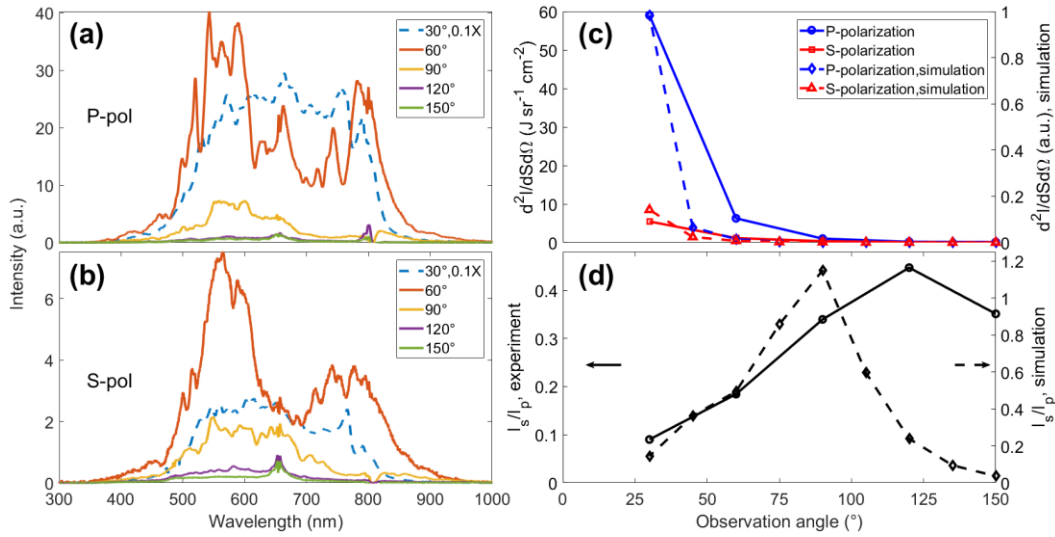 (a)
P-pol
30°,0.1X
60°
90°
120°
150°
40
30
20
10
0
(b)
S-pol
30°,0.1X
60°
90°
120°
150°
6
4
2
0
Intensity (a.u.)
300 400 500 600 700 800 900 1000
Wavelength (nm)
(c)
P-polarization
S-polarization
P-polarization,simulation
S-polarization,simulation
60
50
40
30
20
10
0
d²I/dSdΩ (J sr⁻¹ cm⁻²)
1
0.8
0.6
0.4
0.2
0
d²I/dSdΩ (a.u.), simulation
(d)
0.4
0.3
0.2
0.1
0
Iₛ/Iₚ, experiment
1.2
1
0.8
0.6
0.4
0.2
0
Iₛ/Iₚ, simulation
0 25 50 75 100 125 150
Observation angle (°)